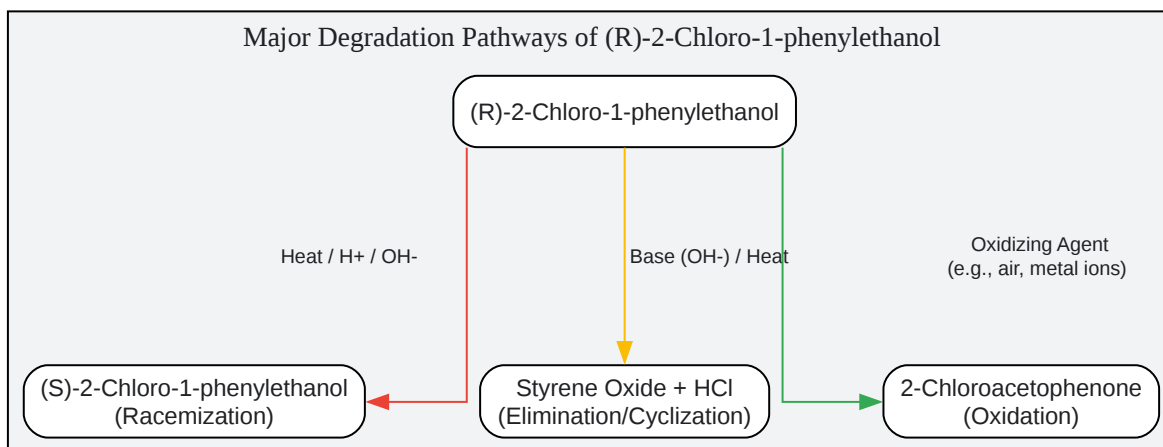 Major Degradation Pathways of (R)-2-Chloro-1-phenylethanol
(R)-2-Chloro-1-phenylethanol
Heat / H+ / OH-
Base (OH-) / Heat
Oxidizing Agent
(e.g., air, metal ions)
(S)-2-Chloro-1-phenylethanol
(Racemization)
Styrene Oxide + HCl
(Elimination/Cyclization)
2-Chloroacetophenone
(Oxidation)